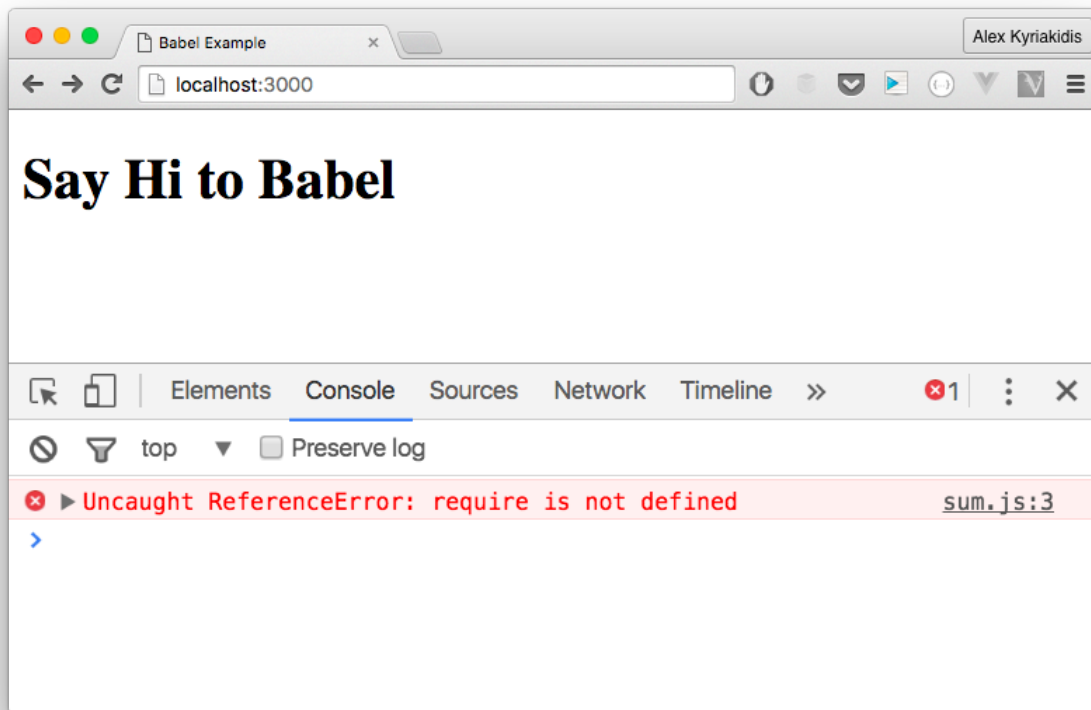 Babel Example
Alex Kyriakidis
localhost:3000
Say Hi to Babel
Elements Console Sources Network Timeline » 1
top Preserve log
Uncaught ReferenceError: require is not defined sum.js:3